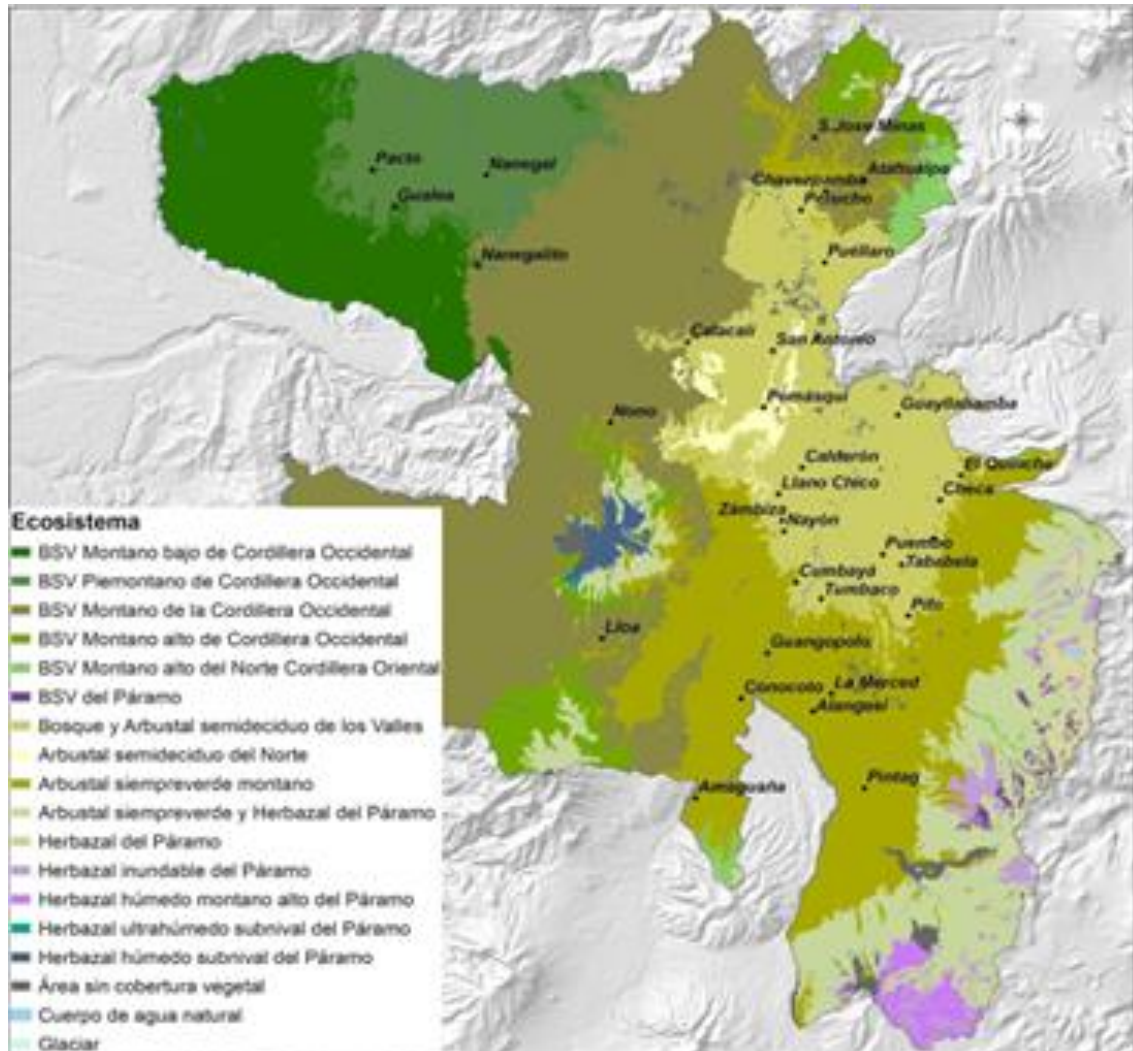 S.Jose Minas
Pacto
Nanegal
Atahualpa
Chavezpamba
Gualea
Perucho
Nanegalito
Puéllaro
Calacalí
San Antonio
Pomasqui
Guayllabamba
Nono
Calderón
El Quinche
Llano Chico
Checa
Zámbiza
Nayón
Puembo
Tababela
Cumbaya
Tumbaco
Pifo
Lloa
Guangopolo
Conocoto
La Merced
Alangasí
Pintag
Amaguaña
Ecosistema
BSV Montano bajo de Cordillera Occidental
BSV Piemontano de Cordillera Occidental
BSV Montano de la Cordillera Occidental
BSV Montano alto de Cordillera Occidental
BSV Montano alto del Norte Cordillera Oriental
BSV del Páramo
Bosque y Arbustal semideciduo de los Valles
Arbustal semideciduo del Norte
Arbustal siempreverde montano
Arbustal siempreverde y Herbazal del Páramo
Herbazal del Páramo
Herbazal inundable del Páramo
Herbazal húmedo montano alto del Páramo
Herbazal ultrahúmedo subnival del Páramo
Herbazal húmedo subnival del Páramo
Área sin cobertura vegetal
Cuerpo de agua natural
Glaciar